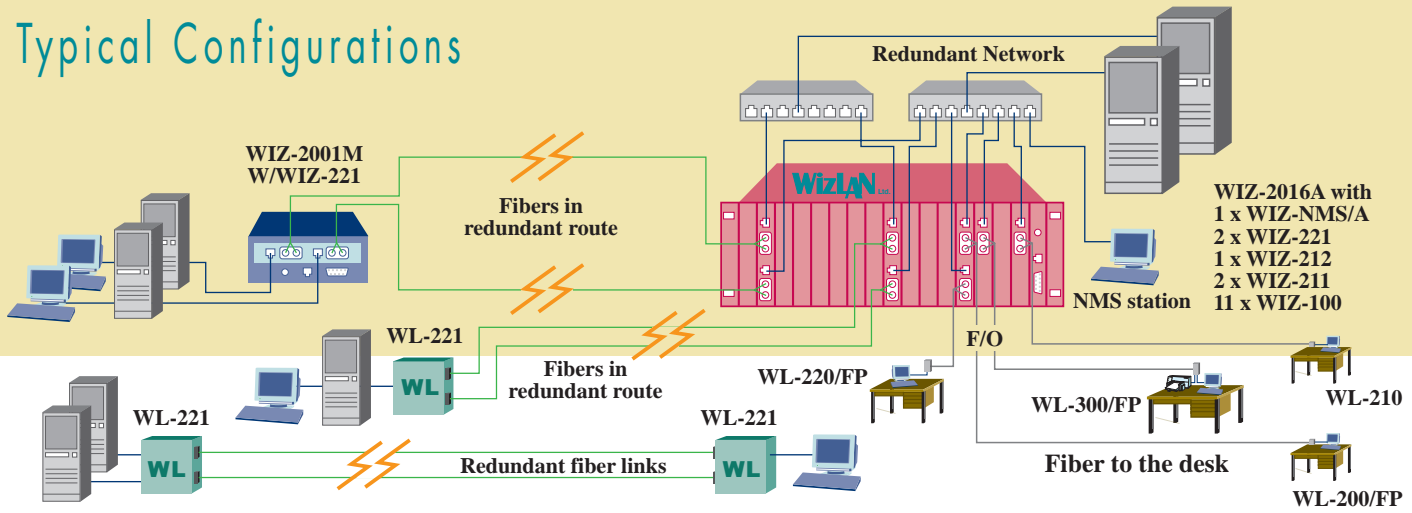 Typical Configurations
Redundant Network
WIZ-2001M
W/WIZ-221
Fibers in
redundant route
WizLAN Ltd.
WIZ-2016A with
1 x WIZ-NMS/A
2 x WIZ-221
1 x WIZ-212
2 x WIZ-211
11 x WIZ-100
NMS station
WL-221
WL
Fibers in
redundant route
F/O
WL-220/FP
WL-300/FP
WL-210
WL-221
WL
Redundant fiber links
WL-221
WL
Fiber to the desk
WL-200/FP